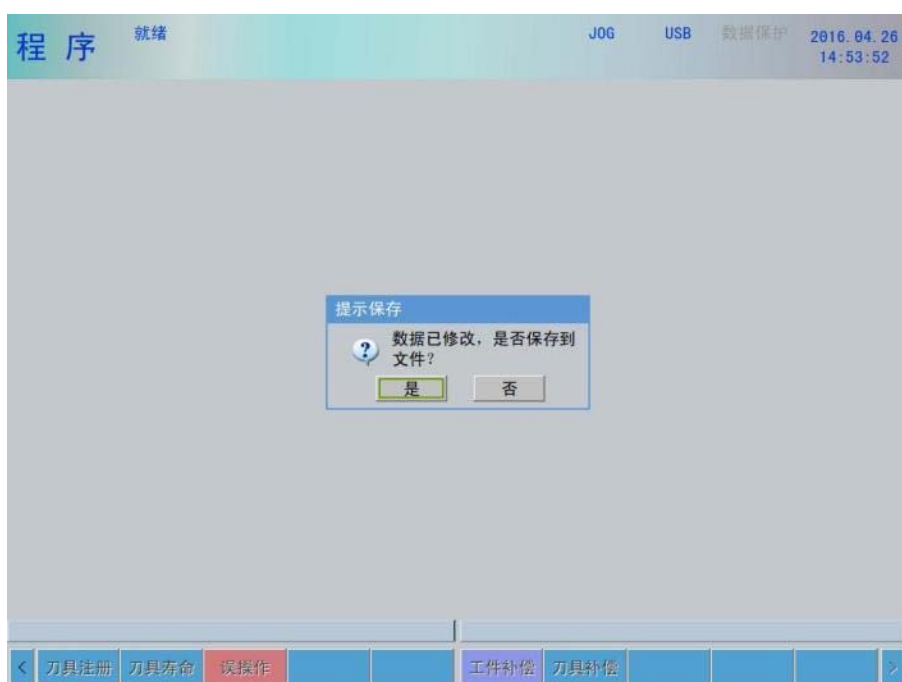 程 序
就绪
JOG
USB
数据保护
2016.04.26
14:53:52
提示保存
数据已修改，是否保存到
文件?
是
否
< 刀具注册 刀具寿命 误操作 工件补偿 刀具补偿 >